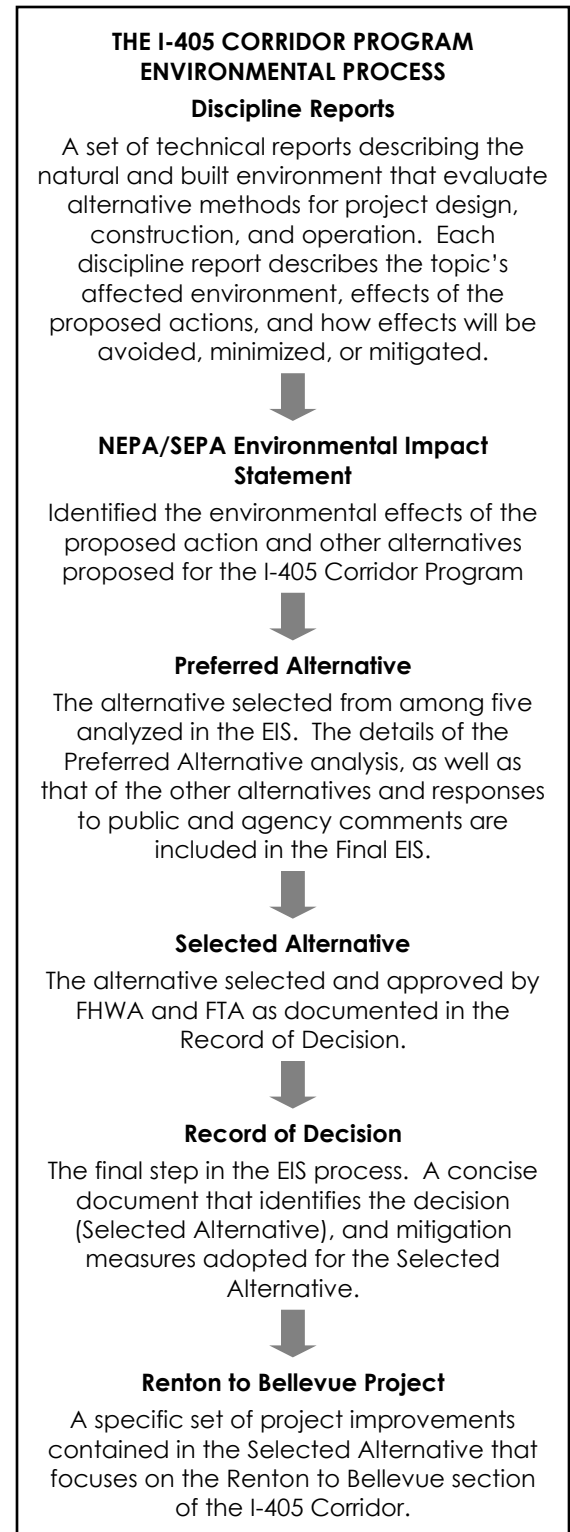 THE I-405 CORRIDOR PROGRAM
ENVIRONMENTAL PROCESS
Discipline Reports
A set of technical reports describing the
natural and built environment that evaluate
alternative methods for project design,
construction, and operation.  Each
discipline report describes the topic's
affected environment, effects of the
proposed actions, and how effects will be
avoided, minimized, or mitigated.
NEPA/SEPA Environmental Impact
Statement
Identified the environmental effects of the
proposed action and other alternatives
proposed for the I-405 Corridor Program
Preferred Alternative
The alternative selected from among five
analyzed in the EIS.  The details of the
Preferred Alternative analysis, as well as
that of the other alternatives and responses
to public and agency comments are
included in the Final EIS.
Selected Alternative
The alternative selected and approved by
FHWA and FTA as documented in the
Record of Decision.
Record of Decision
The final step in the EIS process.  A concise
document that identifies the decision
(Selected Alternative), and mitigation
measures adopted for the Selected
Alternative.
Renton to Bellevue Project
A specific set of project improvements
contained in the Selected Alternative that
focuses on the Renton to Bellevue section
of the I-405 Corridor.